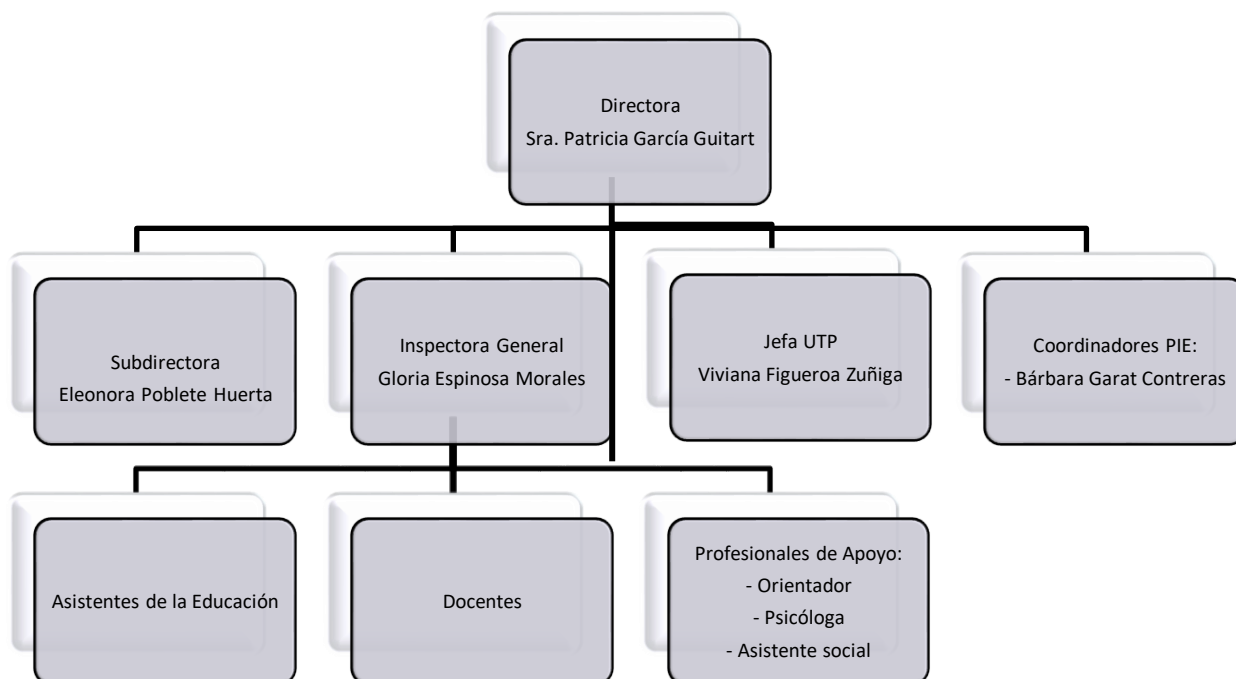 Directora
Sra. Patricia García Guitart
Subdirectora
Eleonora Poblete Huerta
Inspectora General
Gloria Espinosa Morales
Jefa UTP
Viviana Figueroa Zuñiga
Coordinadores PIE:
- Bárbara Garat Contreras
Asistentes de la Educación
Docentes
Profesionales de Apoyo:
- Orientador
- Psicóloga
- Asistente social